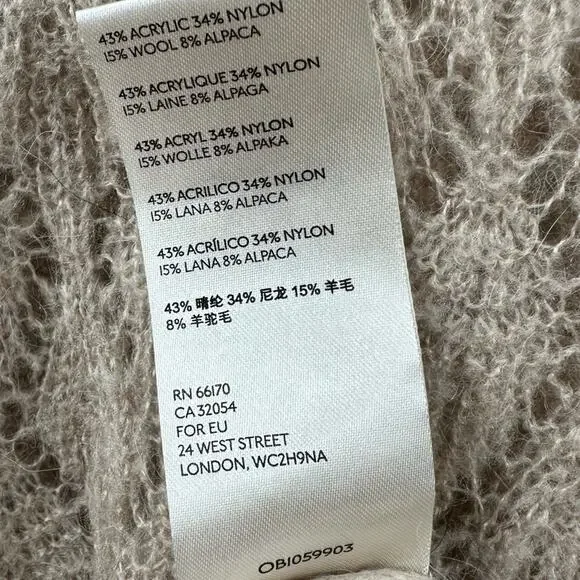 43% ACRYLIC 34% NYLON
15% WOOL 8% ALPACA
43% ACRYLIQUE 34% NYLON
15% LAINE 8% ALPAGA
43% ACRYL 34% NYLON
15% WOLLE 8% ALPAKA
43% ACRILICO 34% NYLON
15% LANA 8% ALPACA
43% ACRÍLICO 34% NYLON
15% LANA 8% ALPACA
43% 晴纶 34% 尼龙 15% 羊毛
8% 羊驼毛
RN 66170
CA 32054
FOR EU
24 WEST STREET
LONDON, WC2H9NA
OB1059903